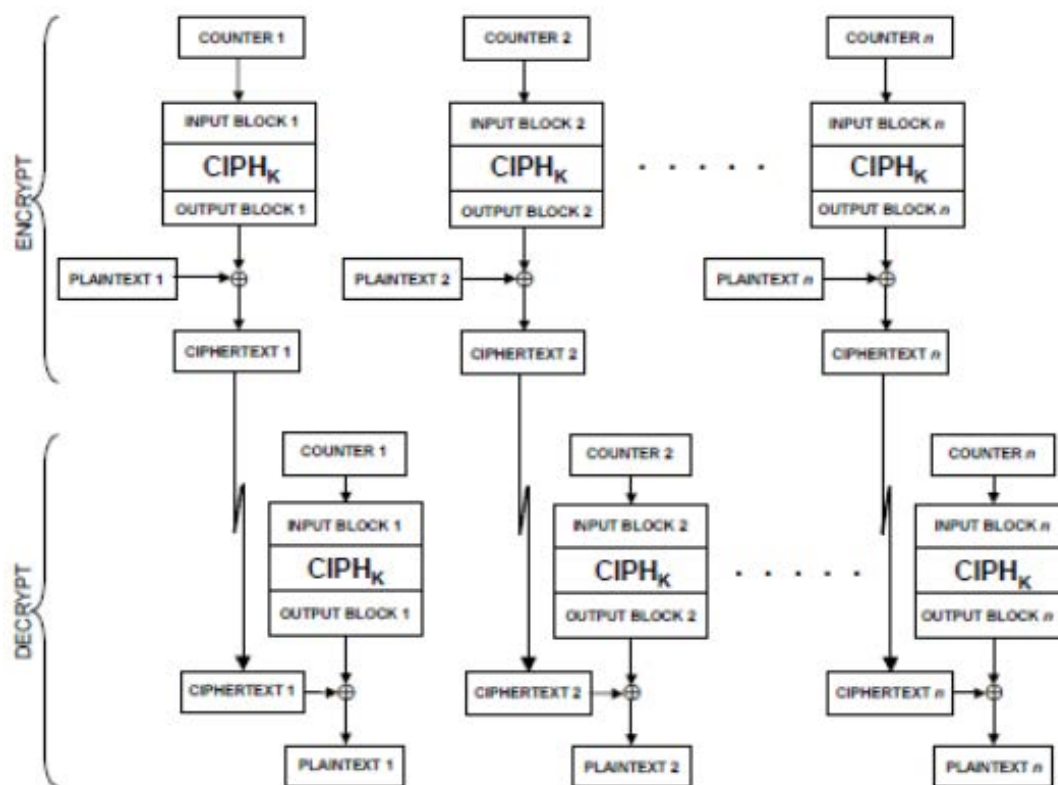 ENCRYPT
COUNTER 1 COUNTER 2 COUNTER n
INPUT BLOCK 1 INPUT BLOCK 2 INPUT BLOCK n
CIPHK CIPHK CIPHK
OUTPUT BLOCK 1 OUTPUT BLOCK 2 OUTPUT BLOCK n
PLAINTEXT 1 PLAINTEXT 2 PLAINTEXT n
CIPHERTEXT 1 CIPHERTEXT 2 CIPHERTEXT n
DECRYPT
COUNTER 1 COUNTER 2 COUNTER n
INPUT BLOCK 1 INPUT BLOCK 2 INPUT BLOCK n
CIPHK CIPHK CIPHK
OUTPUT BLOCK 1 OUTPUT BLOCK 2 OUTPUT BLOCK n
CIPHERTEXT 1 CIPHERTEXT 2 CIPHERTEXT n
PLAINTEXT 1 PLAINTEXT 2 PLAINTEXT n